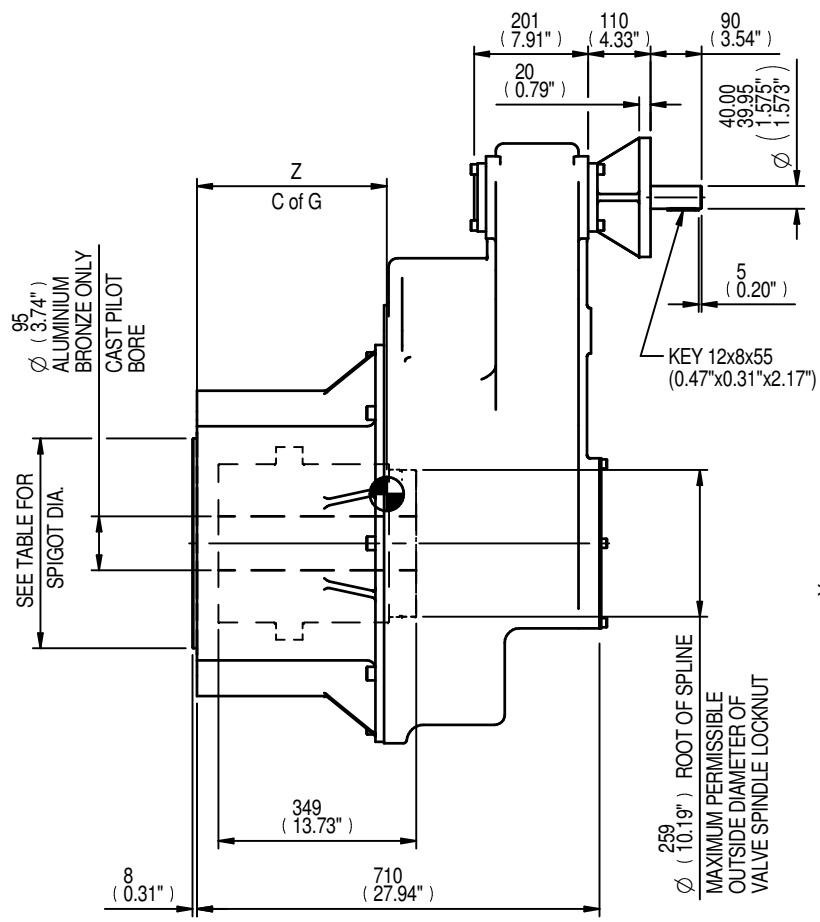 201
( 7.91" )
110
( 4.33" )
90
( 3.54" )
20
( 0.79" )
40.00
39.95
1.575"
1.573"
Ø ( )
Z
C of G
95
Ø ( 3.74" )
ALUMINIUM
BRONZE ONLY
CAST PILOT
BORE
5
( 0.20" )
KEY 12x8x55
(0.47"x0.31"x2.17")
SEE TABLE FOR
SPIGOT DIA.
259
Ø ( 10.19" ) ROOT OF SPLINE
MAXIMUM PERMISSIBLE
OUTSIDE DIAMETER OF
VALVE SPINDLE LOCKNUT
349
( 13.73" )
8
( 0.31" )
710
( 27.94" )